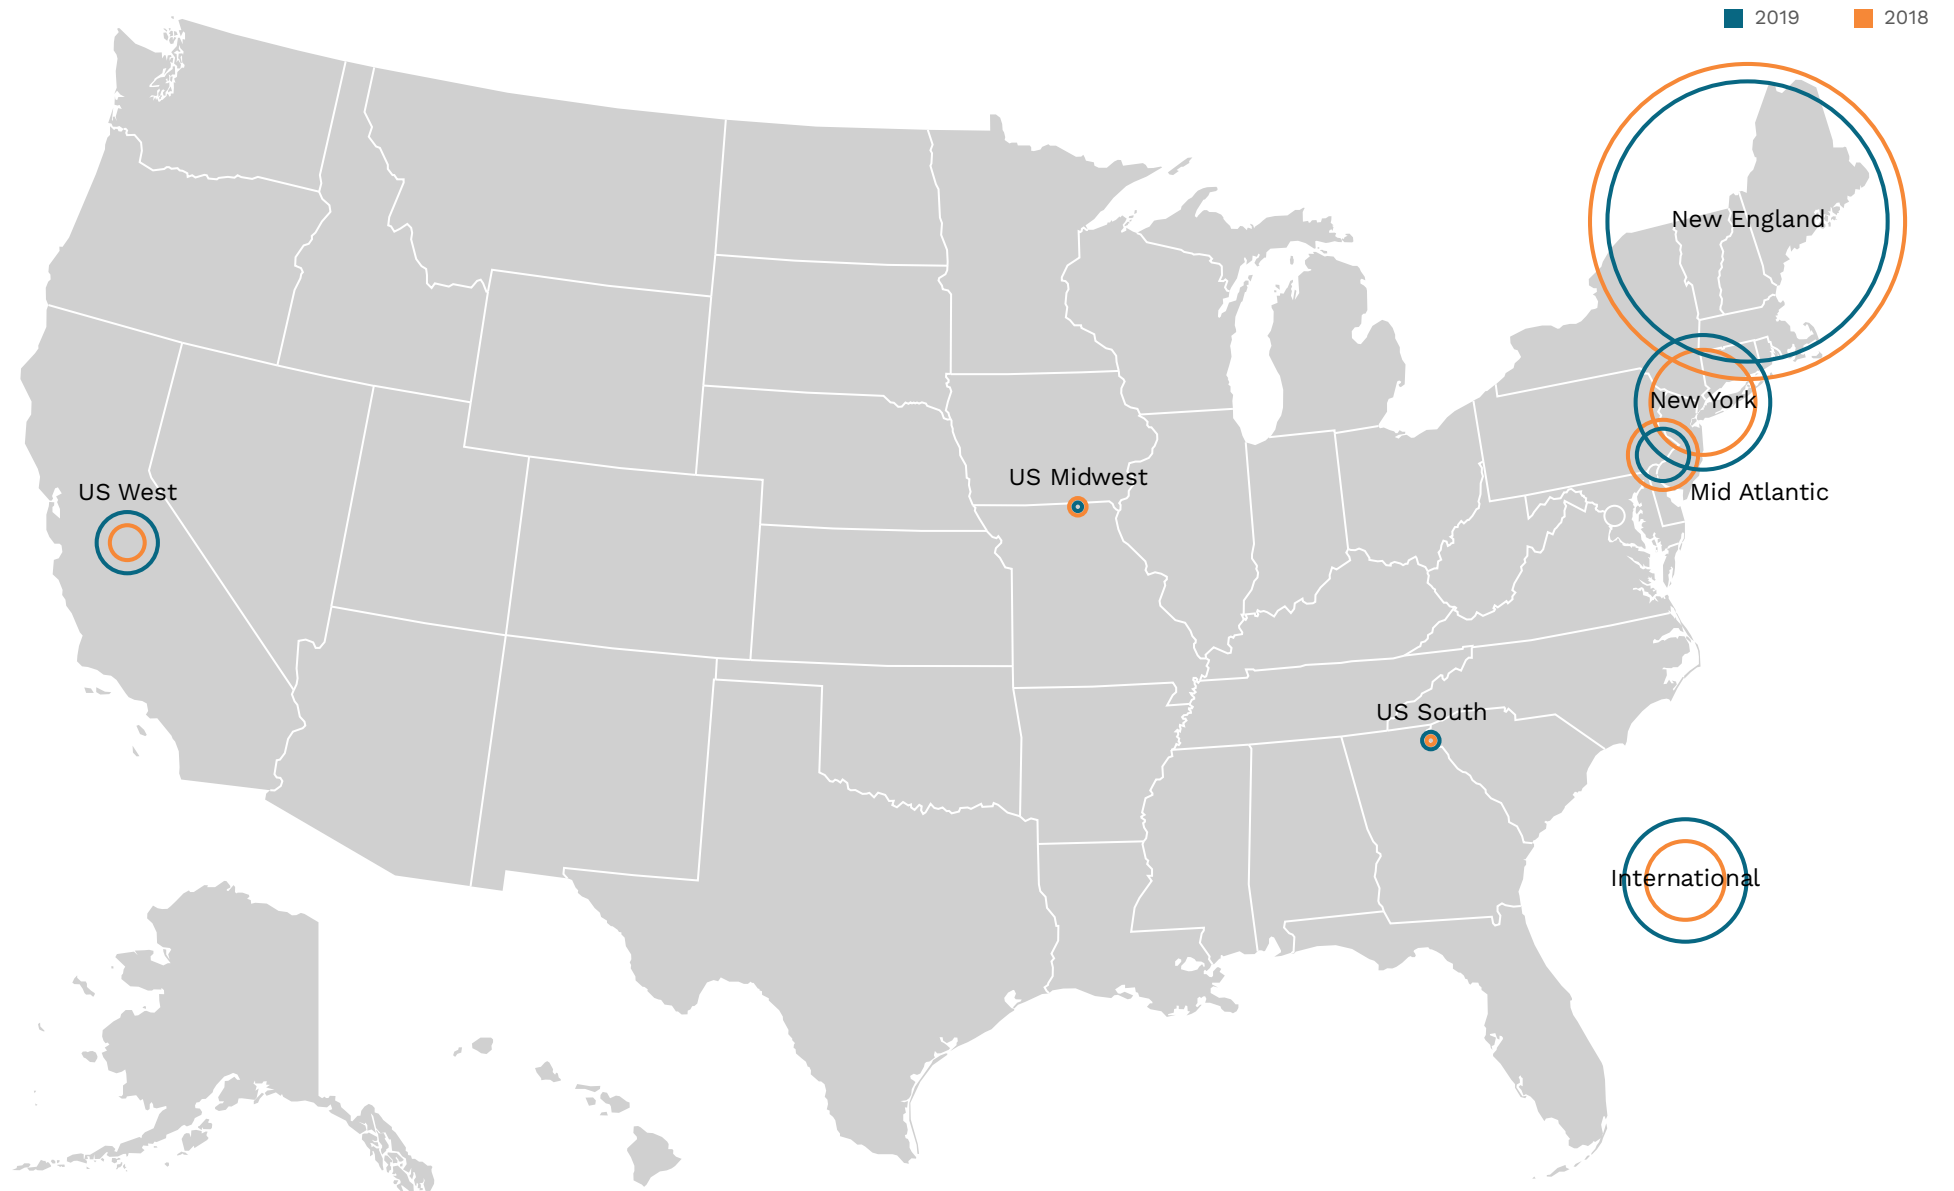 2019 2018
New England
New York
US Midwest
US West
Mid Atlantic
US South
International